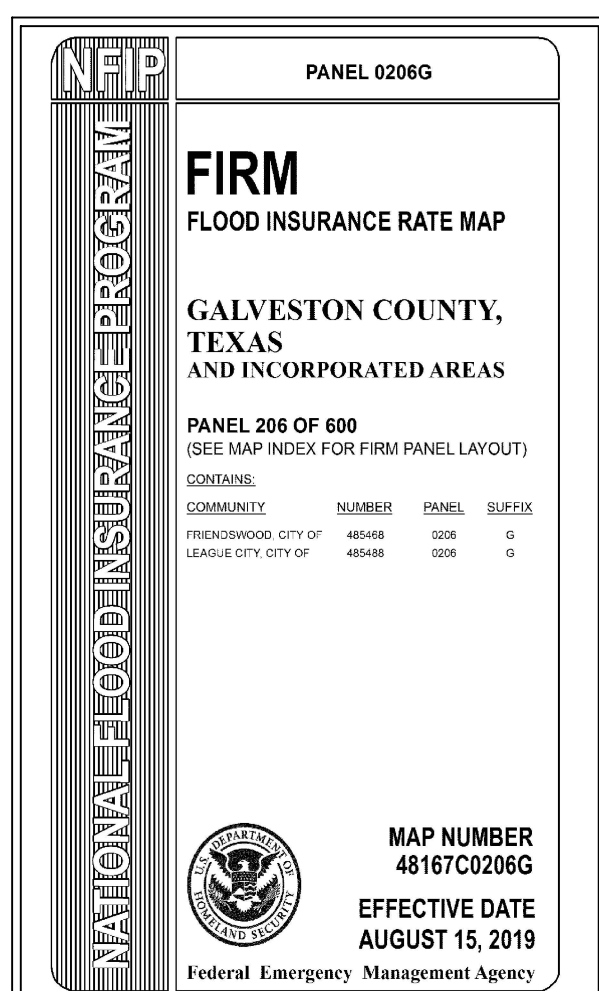 NFIP
PANEL 0206G
NATIONAL FLOOD INSURANCE PROGRAM
FIRM
FLOOD INSURANCE RATE MAP
GALVESTON COUNTY,
TEXAS
AND INCORPORATED AREAS
PANEL 206 OF 600
(SEE MAP INDEX FOR FIRM PANEL LAYOUT)
CONTAINS:
COMMUNITY NUMBER PANEL SUFFIX
FRIENDSWOOD, CITY OF 485468 0206 G
LEAGUE CITY, CITY OF 485488 0206 G
U.S. DEPARTMENT OF HOMELAND SECURITY
MAP NUMBER
48167C0206G
EFFECTIVE DATE
AUGUST 15, 2019
Federal Emergency Management Agency